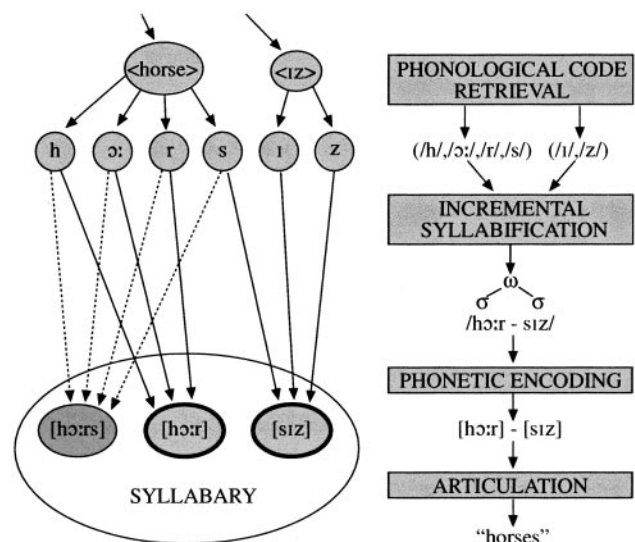 <horse> <ɪz>
h ɔː r s ɪ z
[hɔːrs] [hɔːr] [sɪz]
SYLLABARY
PHONOLOGICAL CODE
RETRIEVAL
(/h/,/ɔː/,/r/,/s/) (/ɪ/,/z/)
INCREMENTAL
SYLLABIFICATION
ω
σ σ
/hɔːr - sɪz/
PHONETIC ENCODING
[hɔːr] - [sɪz]
ARTICULATION
“horses”